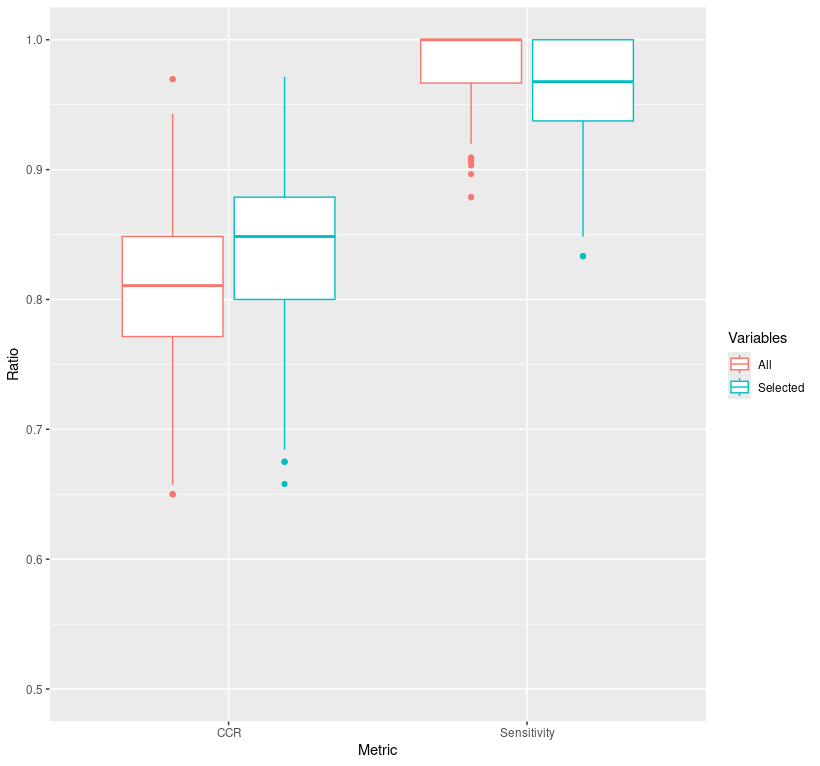 Ratio
1.0
0.9
0.8
0.7
0.6
0.5
CCR
Sensitivity
Metric
Variables
All
Selected